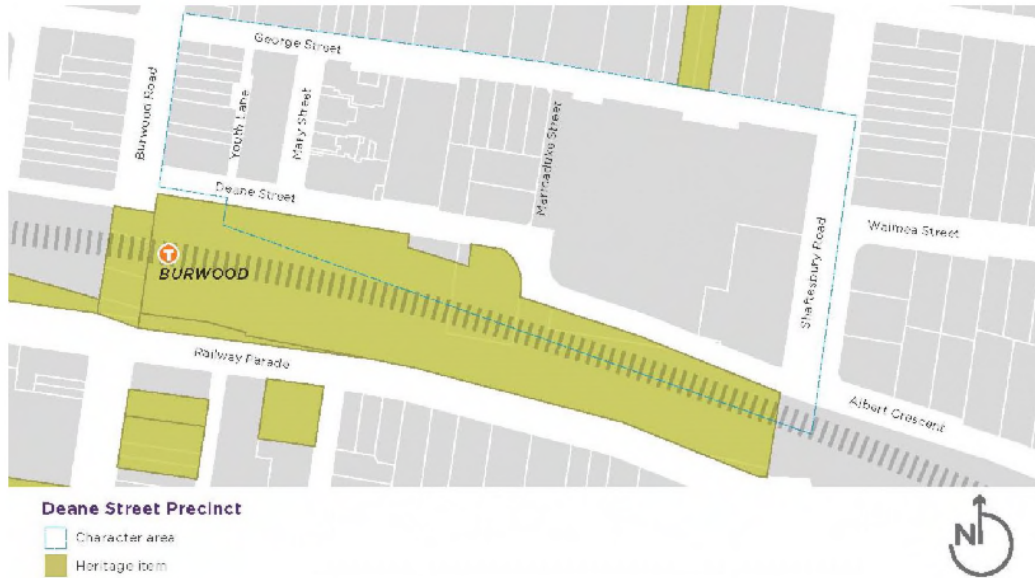 George Street
Burwood Road
Youth Lane
Mary Street
Marmaduke Street
Deane Street
Waimea Street
Shaftesbury Road
T
BURWOOD
Railway Parade
Albert Crescent
Deane Street Precinct
Character area
Heritage item
N